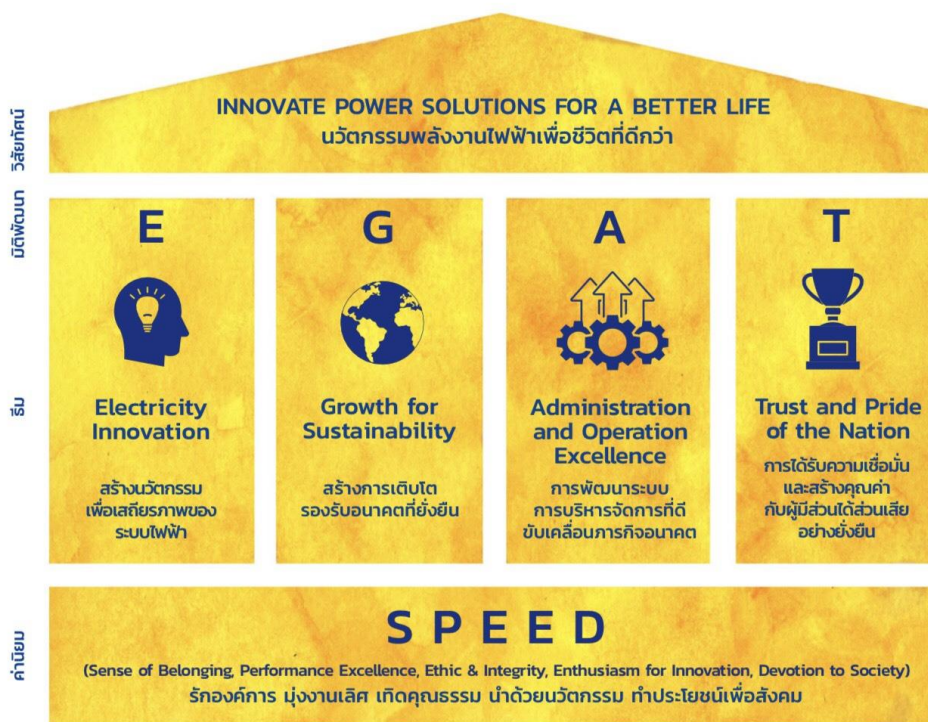 วิสัยทัศน์
INNOVATE POWER SOLUTIONS FOR A BETTER LIFE
นวัตกรรมพลังงานไฟฟ้าเพื่อชีวิตที่ดีกว่า
มิติพัฒนา
E
G
A
T
ธีม
Electricity
Innovation
สร้างนวัตกรรม
เพื่อเสถียรภาพของ
ระบบไฟฟ้า
Growth for
Sustainability
สร้างการเติบโต
รองรับอนาคตที่ยั่งยืน
Administration
and Operation
Excellence
การพัฒนาระบบ
การบริหารจัดการที่ดี
ขับเคลื่อนภารกิจอนาคต
Trust and Pride
of the Nation
การได้รับความเชื่อมั่น
และสร้างคุณค่า
กับผู้มีส่วนได้ส่วนเสีย
อย่างยั่งยืน
ค่านิยม
SPEED
(Sense of Belonging, Performance Excellence, Ethic & Integrity, Enthusiasm for Innovation, Devotion to Society)
รักองค์การ มุ่งงานเลิศ เทิดคุณธรรม นำด้วยนวัตกรรม ทำประโยชน์เพื่อสังคม